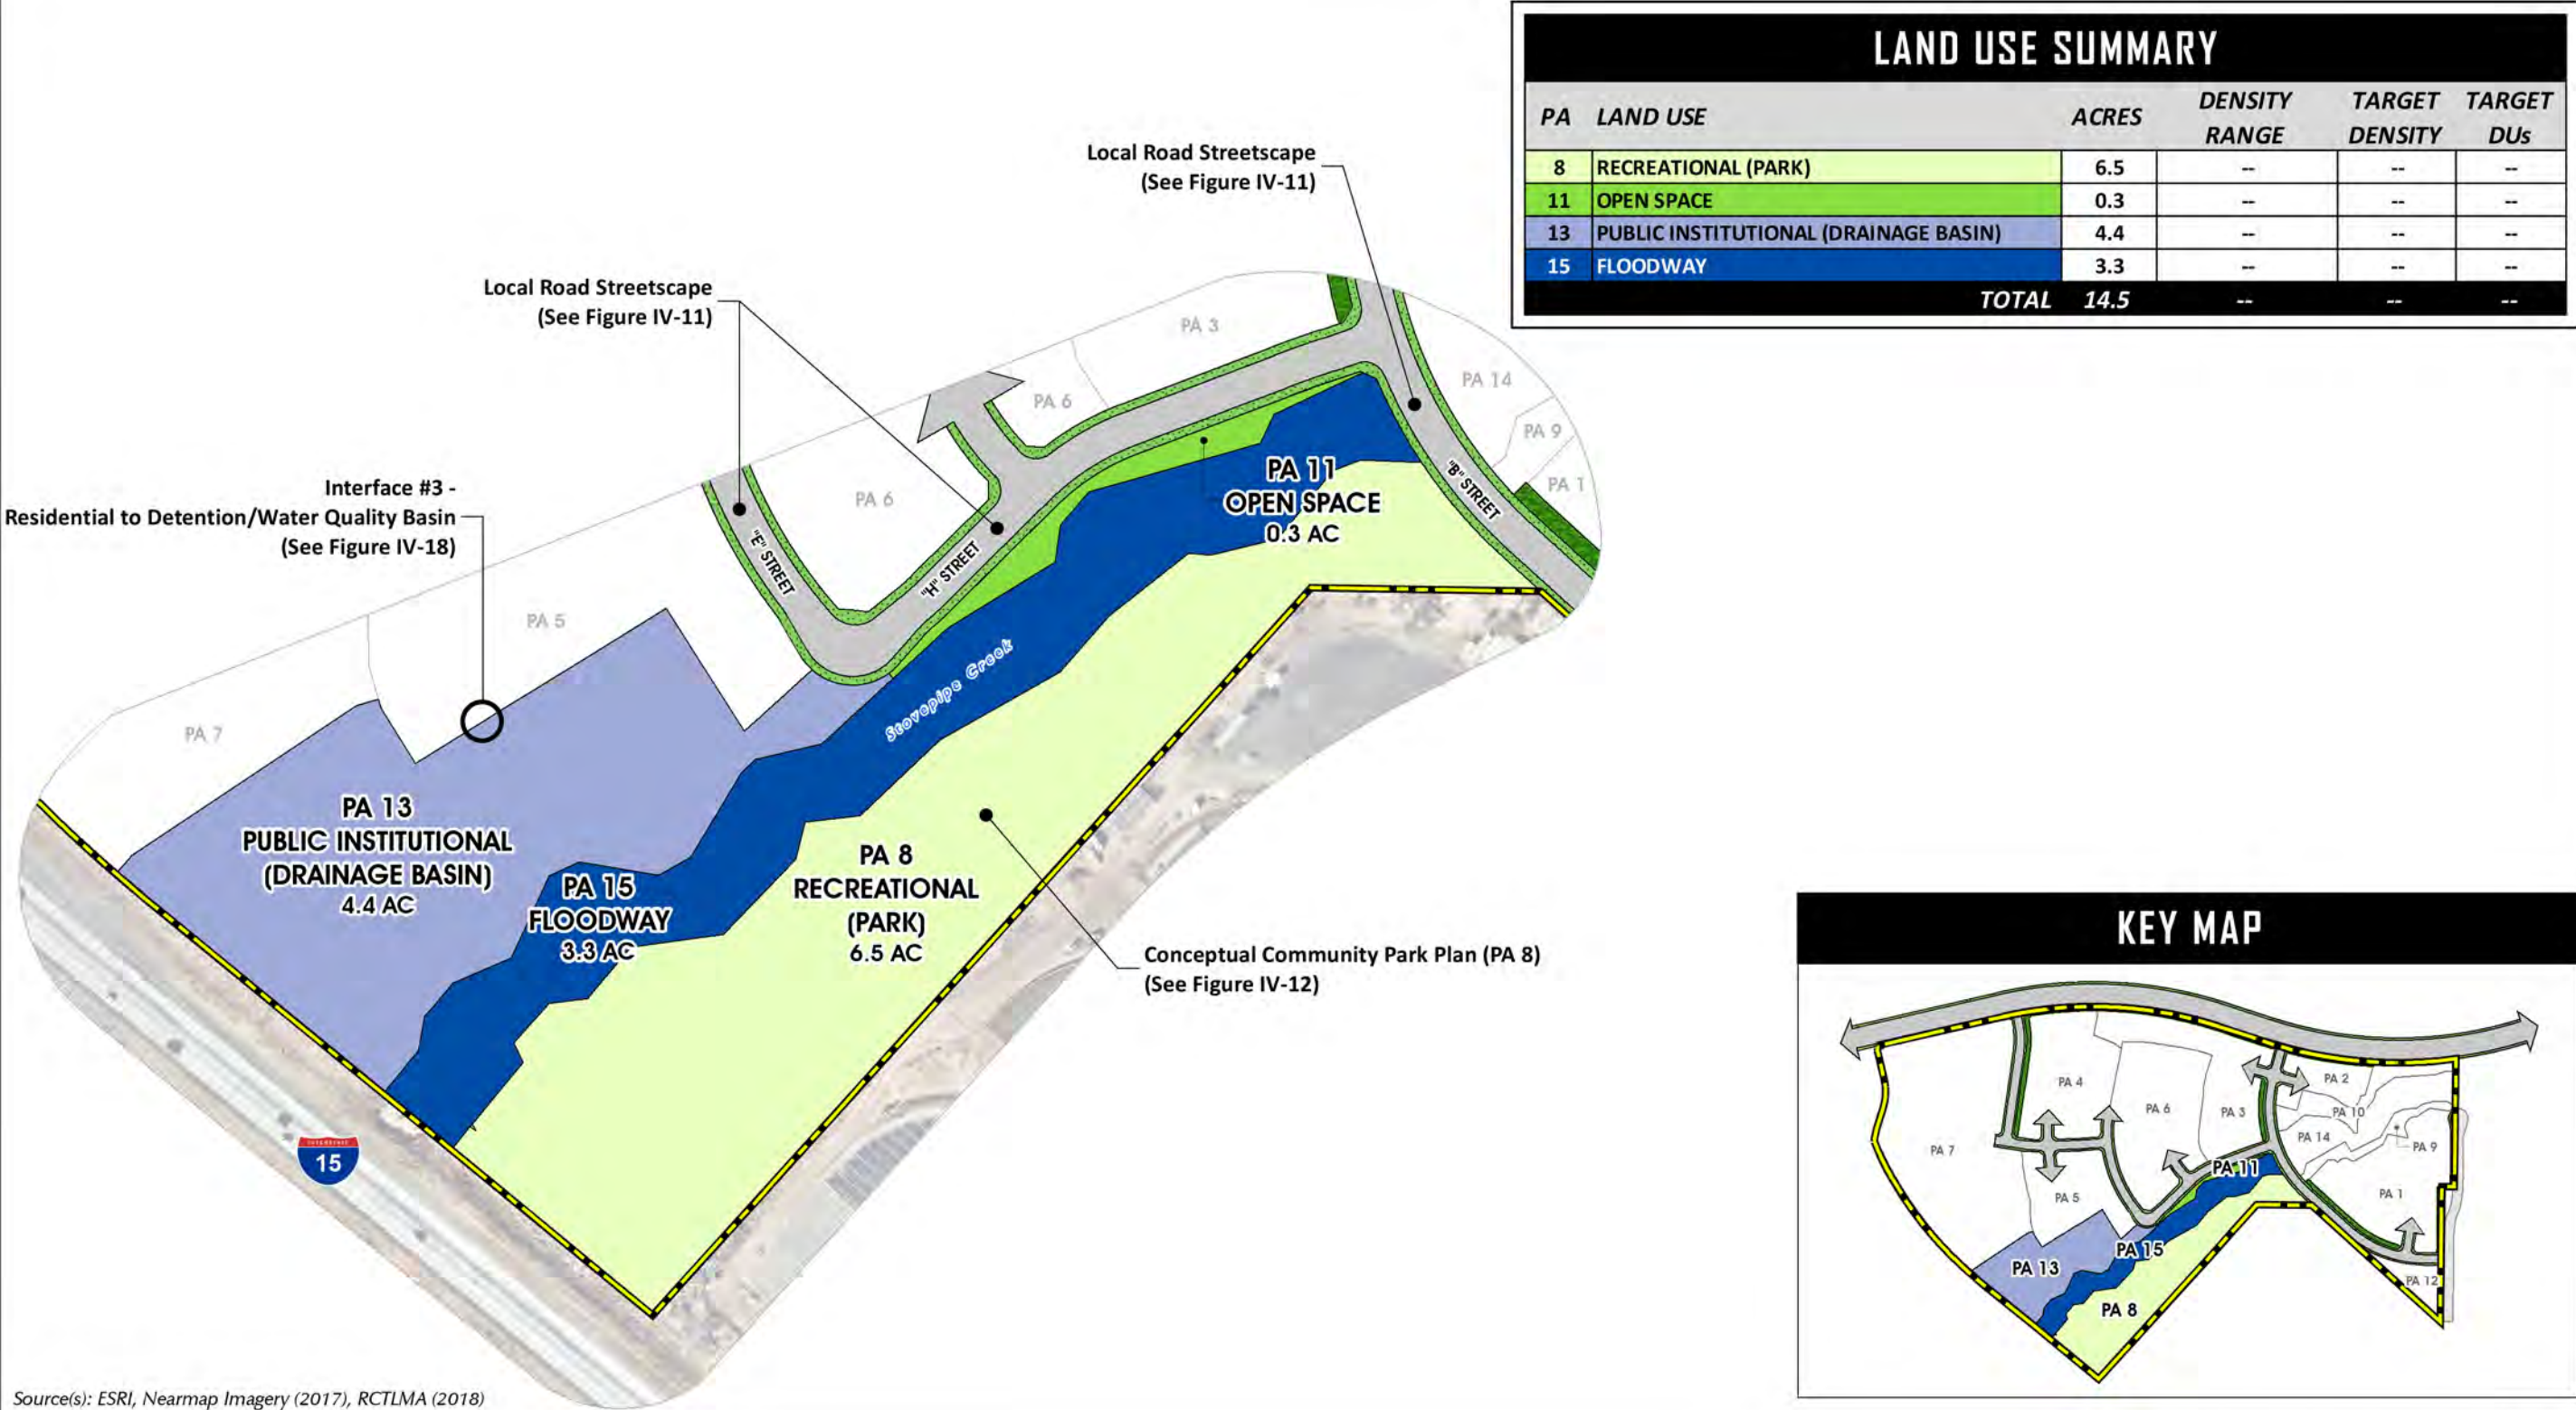 LAND USE SUMMARY
PA LAND USE ACRES DENSITY RANGE TARGET DENSITY TARGET DUs
8 RECREATIONAL (PARK) 6.5 -- -- --
11 OPEN SPACE 0.3 -- -- --
13 PUBLIC INSTITUTIONAL (DRAINAGE BASIN) 4.4 -- -- --
15 FLOODWAY 3.3 -- -- --
TOTAL 14.5 -- -- --
Local Road Streetscape
(See Figure IV-11)
Local Road Streetscape
(See Figure IV-11)
Interface #3 -
Residential to Detention/Water Quality Basin
(See Figure IV-18)
PA 3
PA 14
PA 6
PA 9
PA 6
PA 1
PA 5
PA 7
"B" STREET
"E" STREET
"H" STREET
PA 11
OPEN SPACE
0.3 AC
Stovepipe Creek
PA 13
PUBLIC INSTITUTIONAL
(DRAINAGE BASIN)
4.4 AC
PA 15
FLOODWAY
3.3 AC
PA 8
RECREATIONAL
(PARK)
6.5 AC
Conceptual Community Park Plan (PA 8)
(See Figure IV-12)
INTERSTATE
15
KEY MAP
PA 4
PA 2
PA 6
PA 3
PA 10
PA 14
PA 9
PA 7
PA 11
PA 5
PA 1
PA 15
PA 13
PA 12
PA 8
Source(s): ESRI, Nearmap Imagery (2017), RCTLMA (2018)